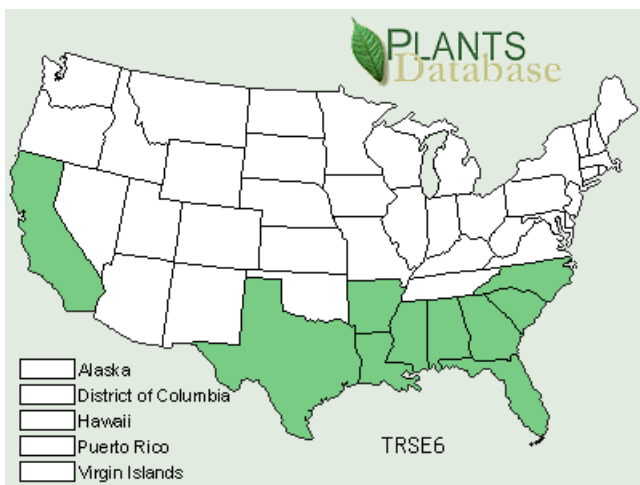 PLANTS
Database
Alaska
District of Columbia
Hawaii
Puerto Rico
Virgin Islands
TRSE6